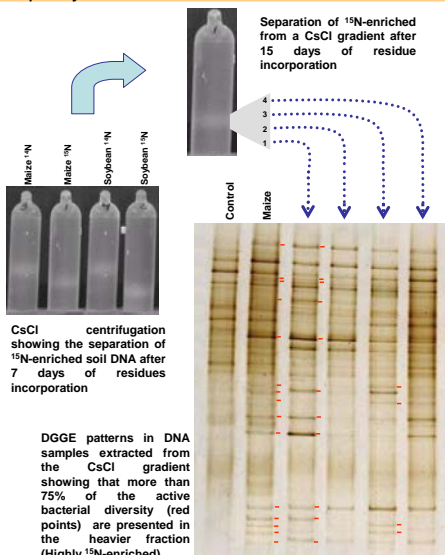 Separation of ¹⁵N-enriched
from a CsCl gradient after
15 days of residue
incorporation
4
3
2
1
Maize ¹⁴N
Maize ¹⁵N
Soybean ¹⁴N
Soybean ¹⁵N
Control
Maize
CsCl centrifugation
showing the separation of
¹⁵N-enriched soil DNA after
7 days of residues
incorporation
DGGE patterns in DNA
samples extracted from
the CsCl gradient
showing that more than
75% of the active
bacterial diversity (red
points) are presented in
the heavier fraction
(Highly ¹⁵N-enriched)